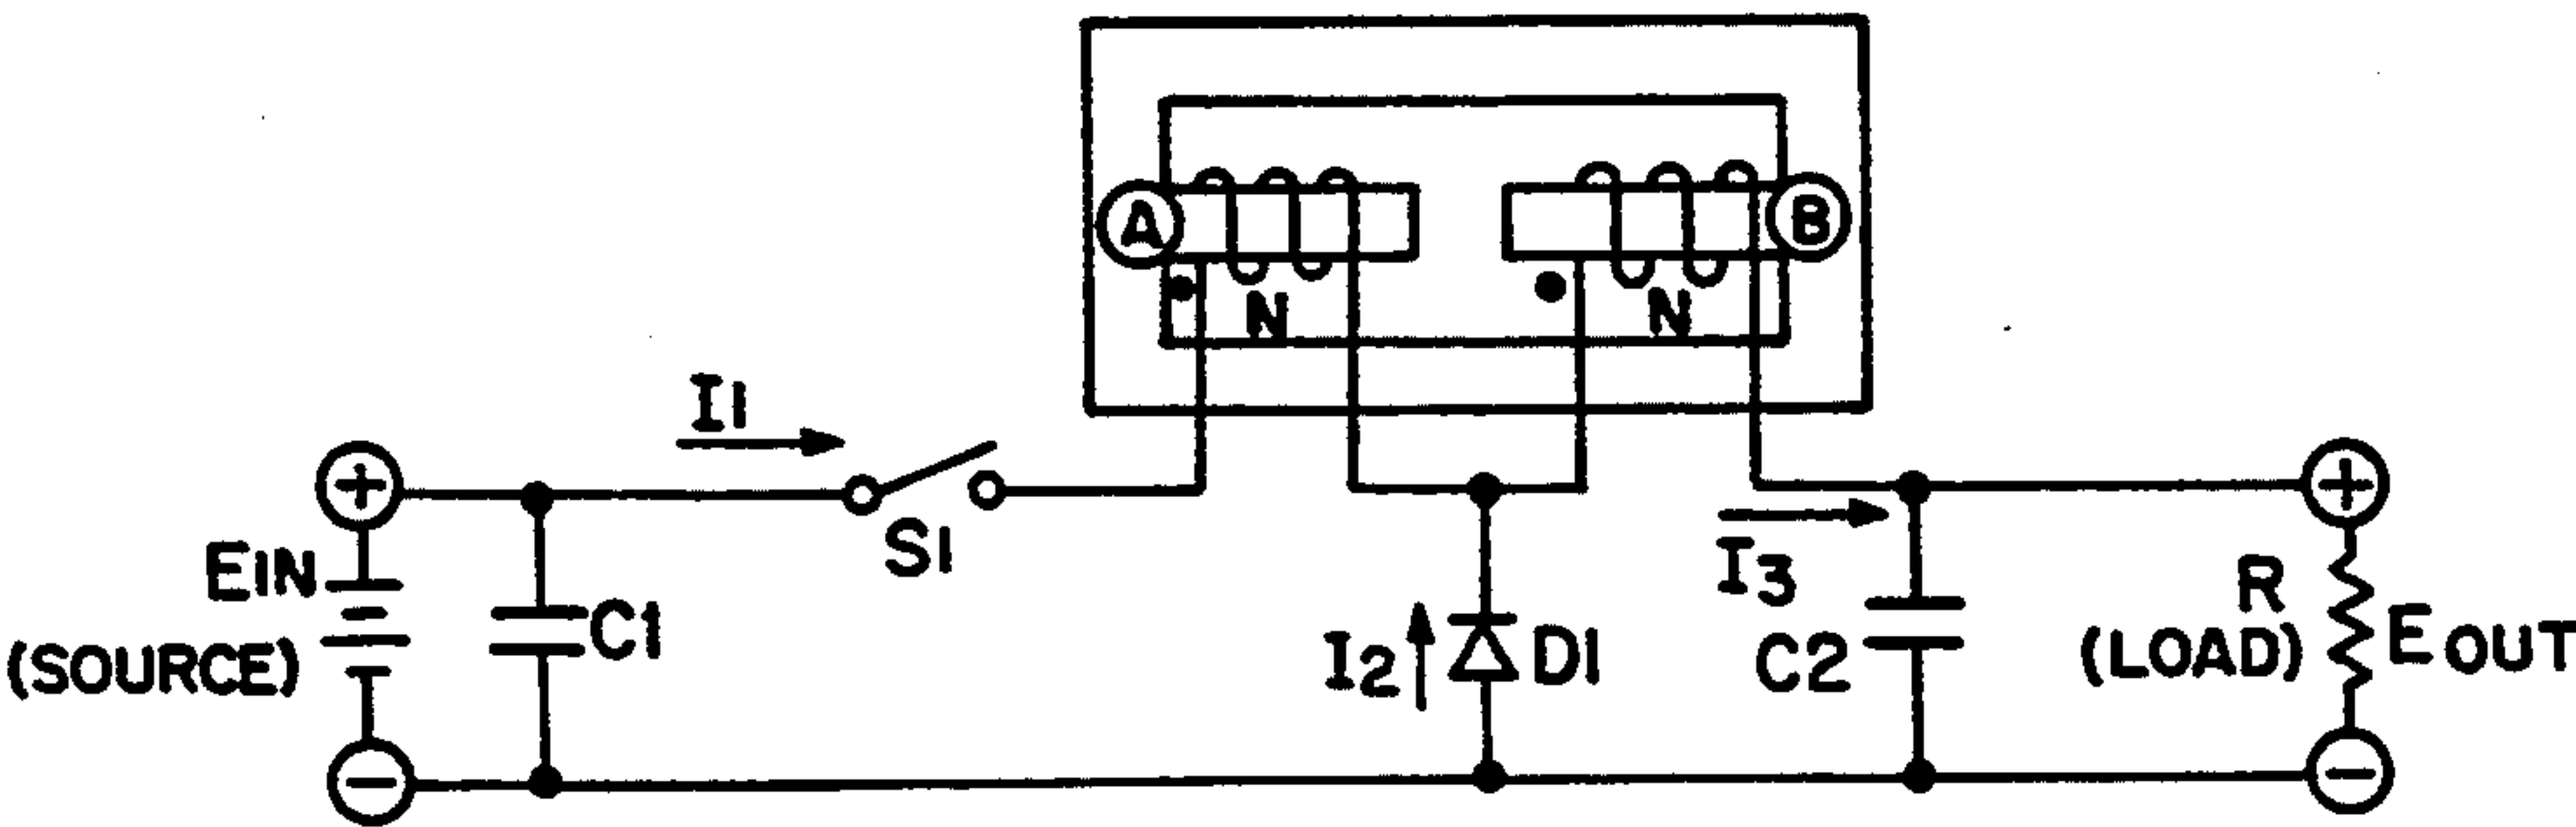 A
B
N
N
I1
+
+
S1
EIN
(SOURCE)
C1
I2
D1
I3
C2
R
(LOAD)
EOUT
−
−